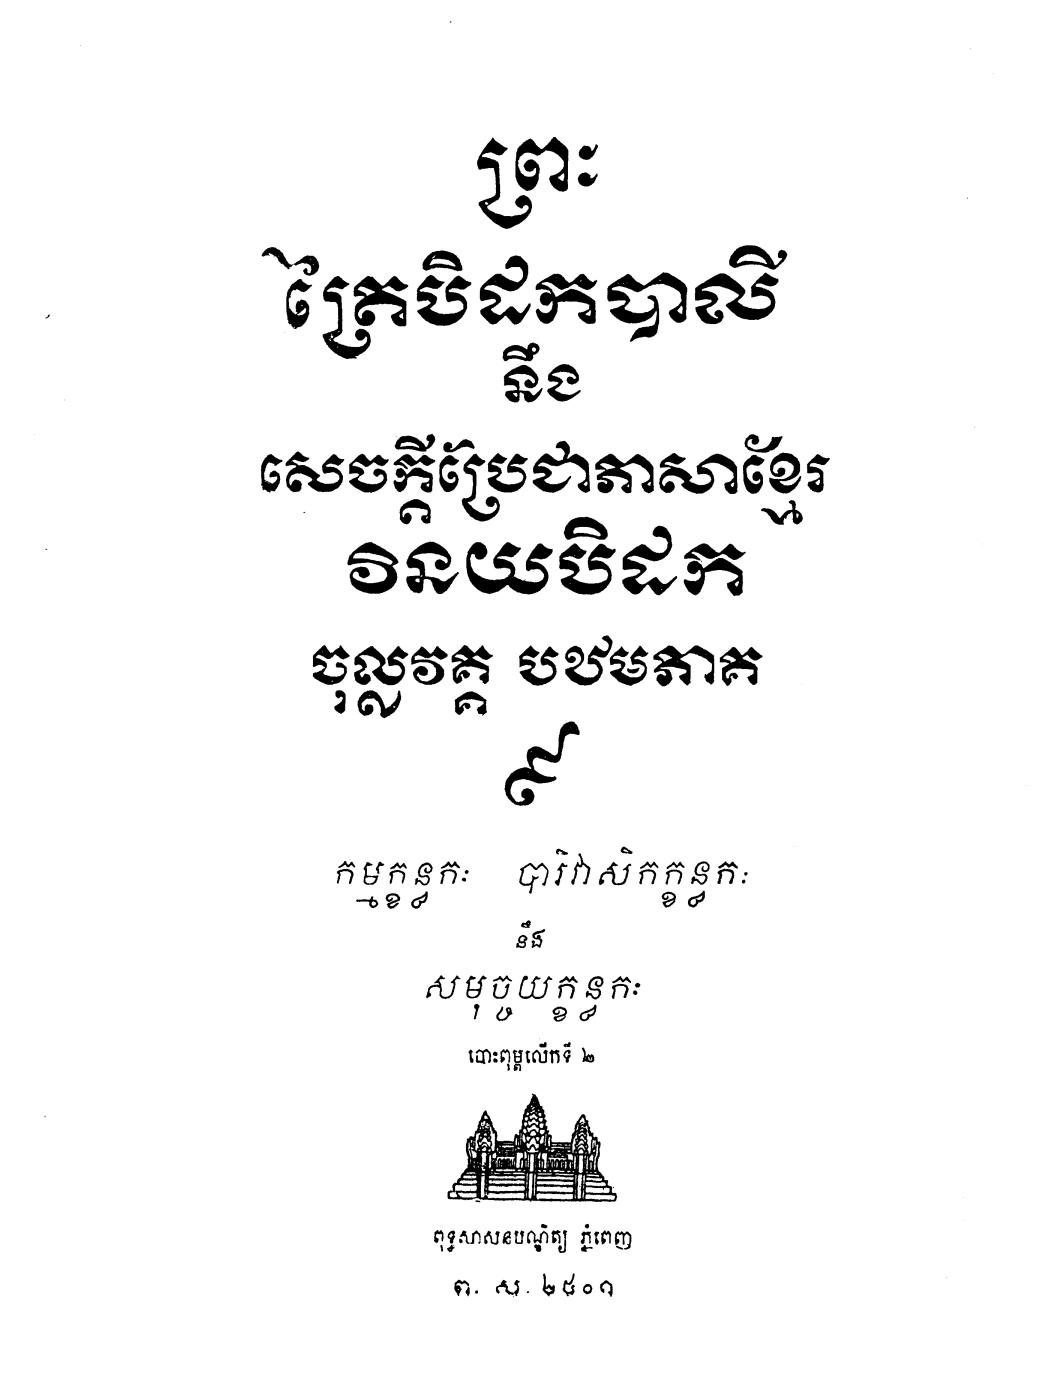 ព្រះ
ត្រៃបិដកបាលី
នឹង
សេចក្ដីប្រែជាភាសាខ្មែរ
វិនយបិដក
ចុល្លវគ្គ បឋមភាគ
៩
កម្មក្ខន្ធកៈ បារិវាសិកក្ខន្ធកៈ
នឹង
សមុច្ចយក្ខន្ធកៈ
បោះពុម្ពលើកទី ២
ពុទ្ធសាសនបណ្ឌិត្យ ភ្នំពេញ
ព. ស. ២៥០១